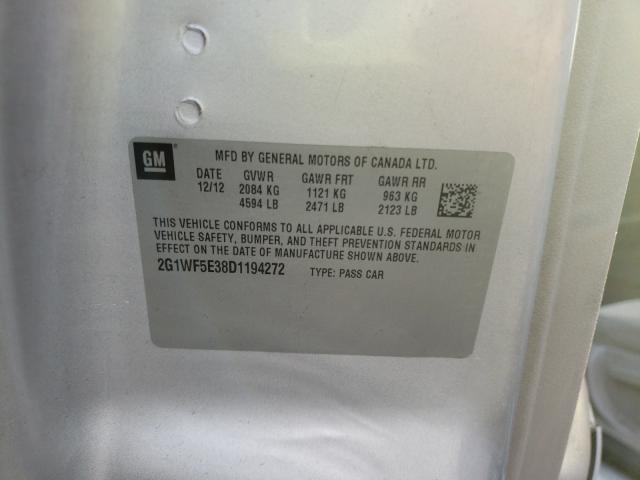 GM
MFD BY GENERAL MOTORS OF CANADA LTD.
DATE GVWR GAWR FRT GAWR RR
12/12 2084 KG 1121 KG 963 KG
4594 LB 2471 LB 2123 LB
THIS VEHICLE CONFORMS TO ALL APPLICABLE U.S. FEDERAL MOTOR
VEHICLE SAFETY, BUMPER, AND THEFT PREVENTION STANDARDS IN
EFFECT ON THE DATE OF MANUFACTURE SHOWN ABOVE.
2G1WF5E38D1194272 TYPE: PASS CAR